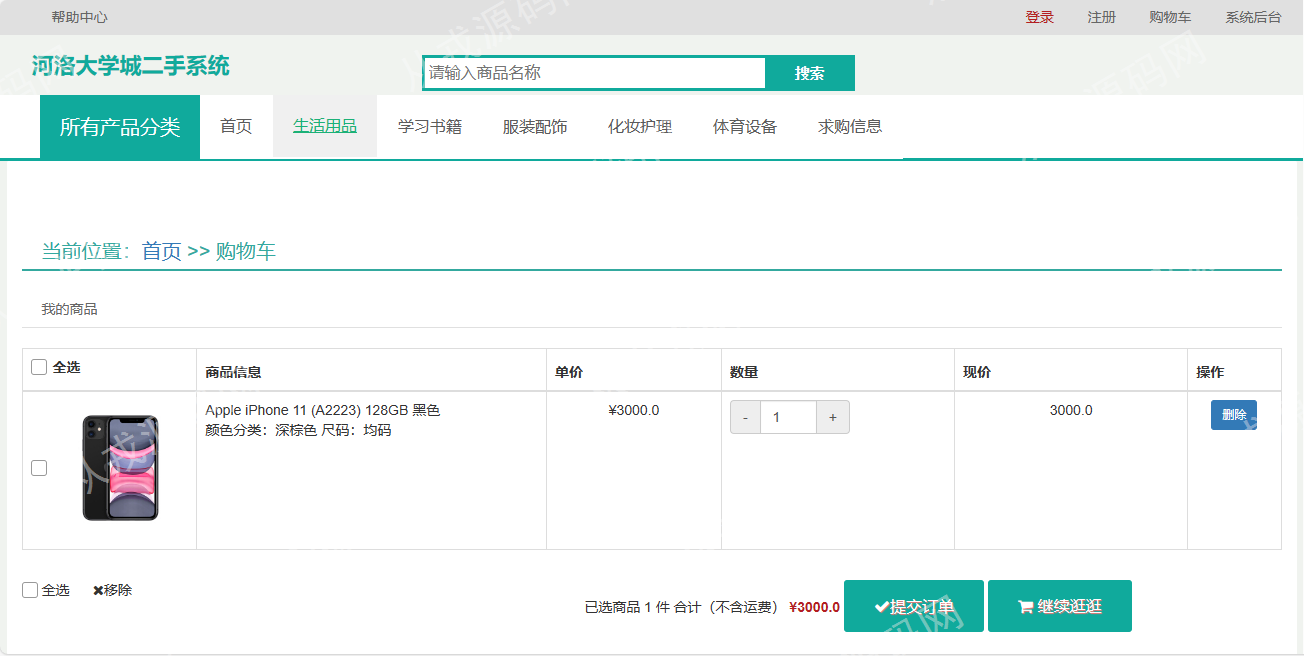 帮助中心 登录 注册 购物车 系统后台
河洛大学城二手系统
请输入商品名称 搜索
所有产品分类 首页 生活用品 学习书籍 服装配饰 化妆护理 体育设备 求购信息
当前位置：首页 >> 购物车
我的商品
全选 商品信息 单价 数量 现价 操作
Apple iPhone 11 (A2223) 128GB 黑色 ¥3000.0 - 1 + 3000.0 删除
颜色分类：深棕色 尺码：均码
全选 ✖移除
已选商品 1 件 合计（不含运费） ¥3000.0 ✔提交订单 继续逛逛